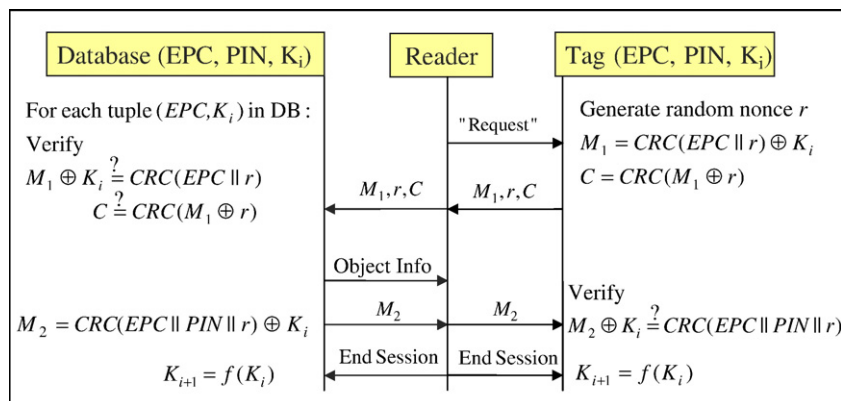 Database (EPC, PIN, Kᵢ)
Reader
Tag (EPC, PIN, Kᵢ)
For each tuple (EPC, Kᵢ) in DB :
Verify
M₁ ⊕ Kᵢ ≟ CRC(EPC || r)
C ≟ CRC(M₁ ⊕ r)
"Request"
Generate random nonce r
M₁ = CRC(EPC || r) ⊕ Kᵢ
C = CRC(M₁ ⊕ r)
M₁, r, C
M₁, r, C
Object Info
M₂ = CRC(EPC || PIN || r) ⊕ Kᵢ
M₂
M₂
Verify
M₂ ⊕ Kᵢ ≟ CRC(EPC || PIN || r)
End Session
End Session
Kᵢ₊₁ = f(Kᵢ)
Kᵢ₊₁ = f(Kᵢ)